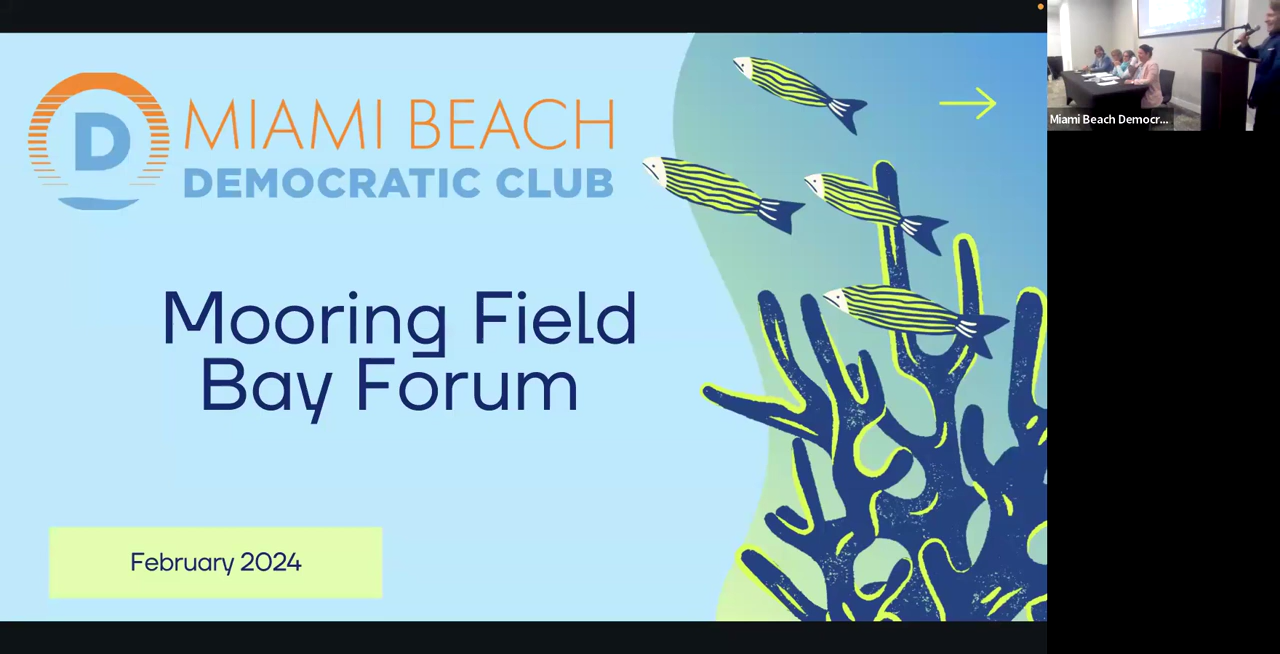 D
MIAMI BEACH
DEMOCRATIC CLUB
Mooring Field
Bay Forum
February 2024
Miami Beach Democr...